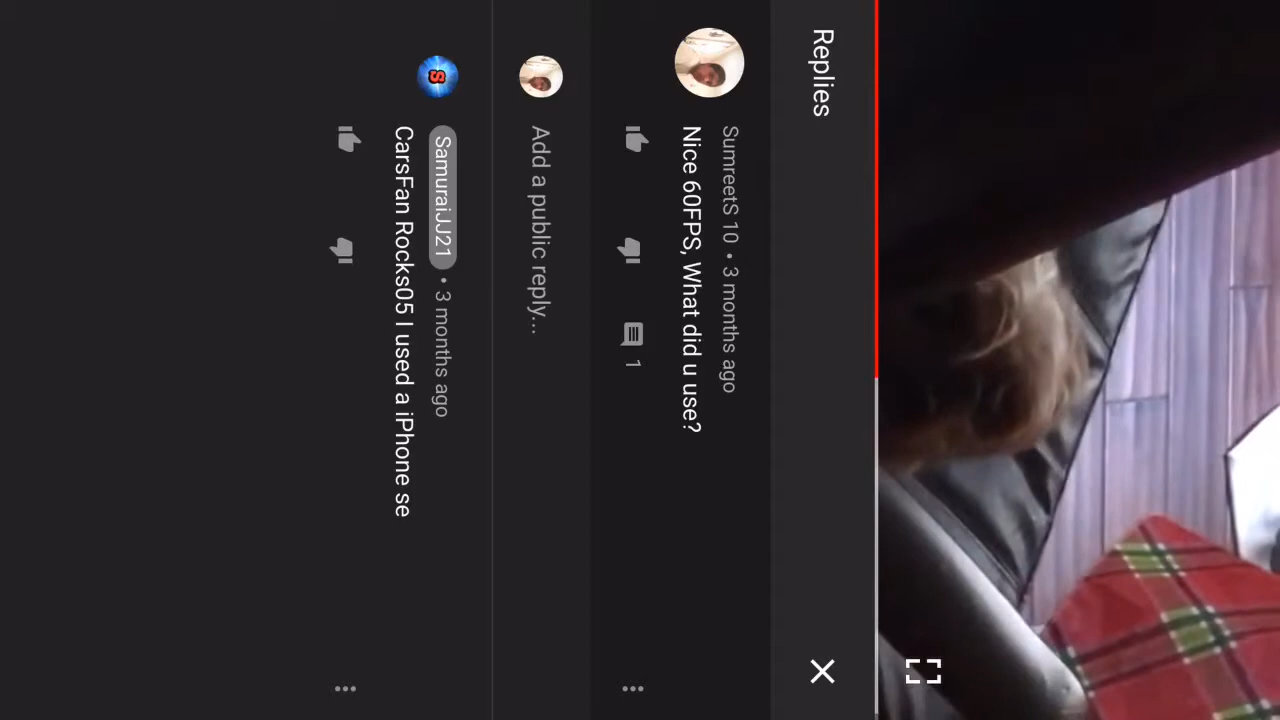 Replies
SumreetS 10 • 3 months ago
Nice 60FPS, What did u use?
1
Add a public reply...
S
SamuraiJJ21 • 3 months ago
CarsFan Rocks05 I used a iPhone se